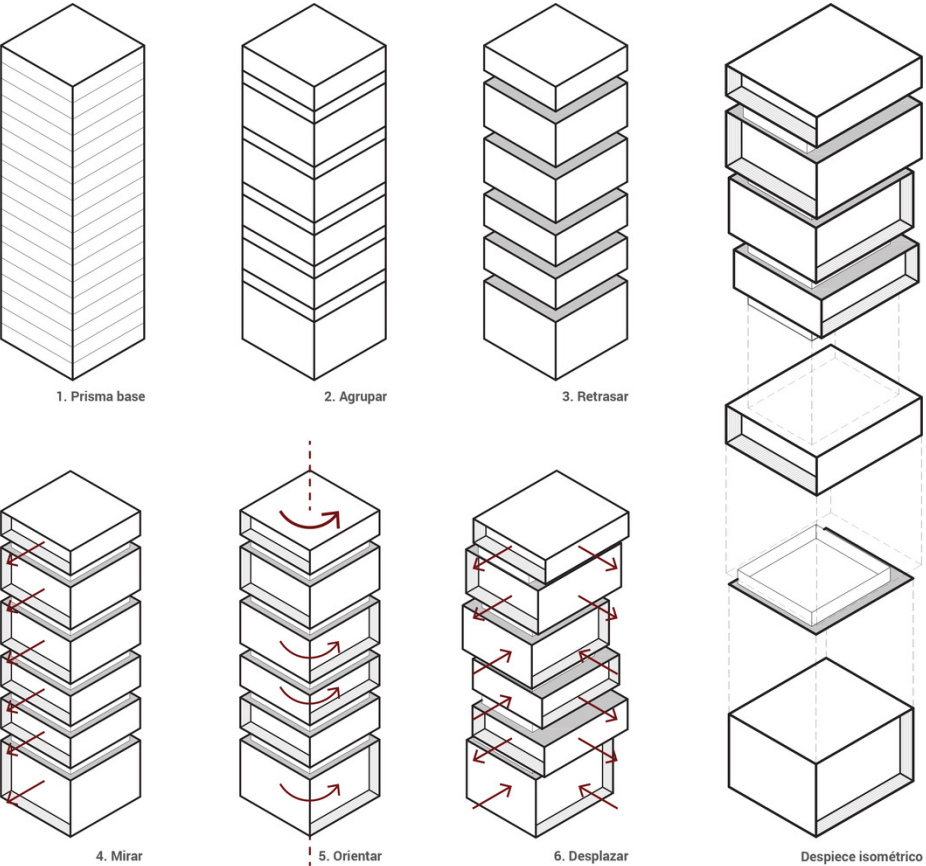 1. Prisma base
2. Agrupar
3. Retrasar
4. Mirar
5. Orientar
6. Desplazar
Despiece isométrico